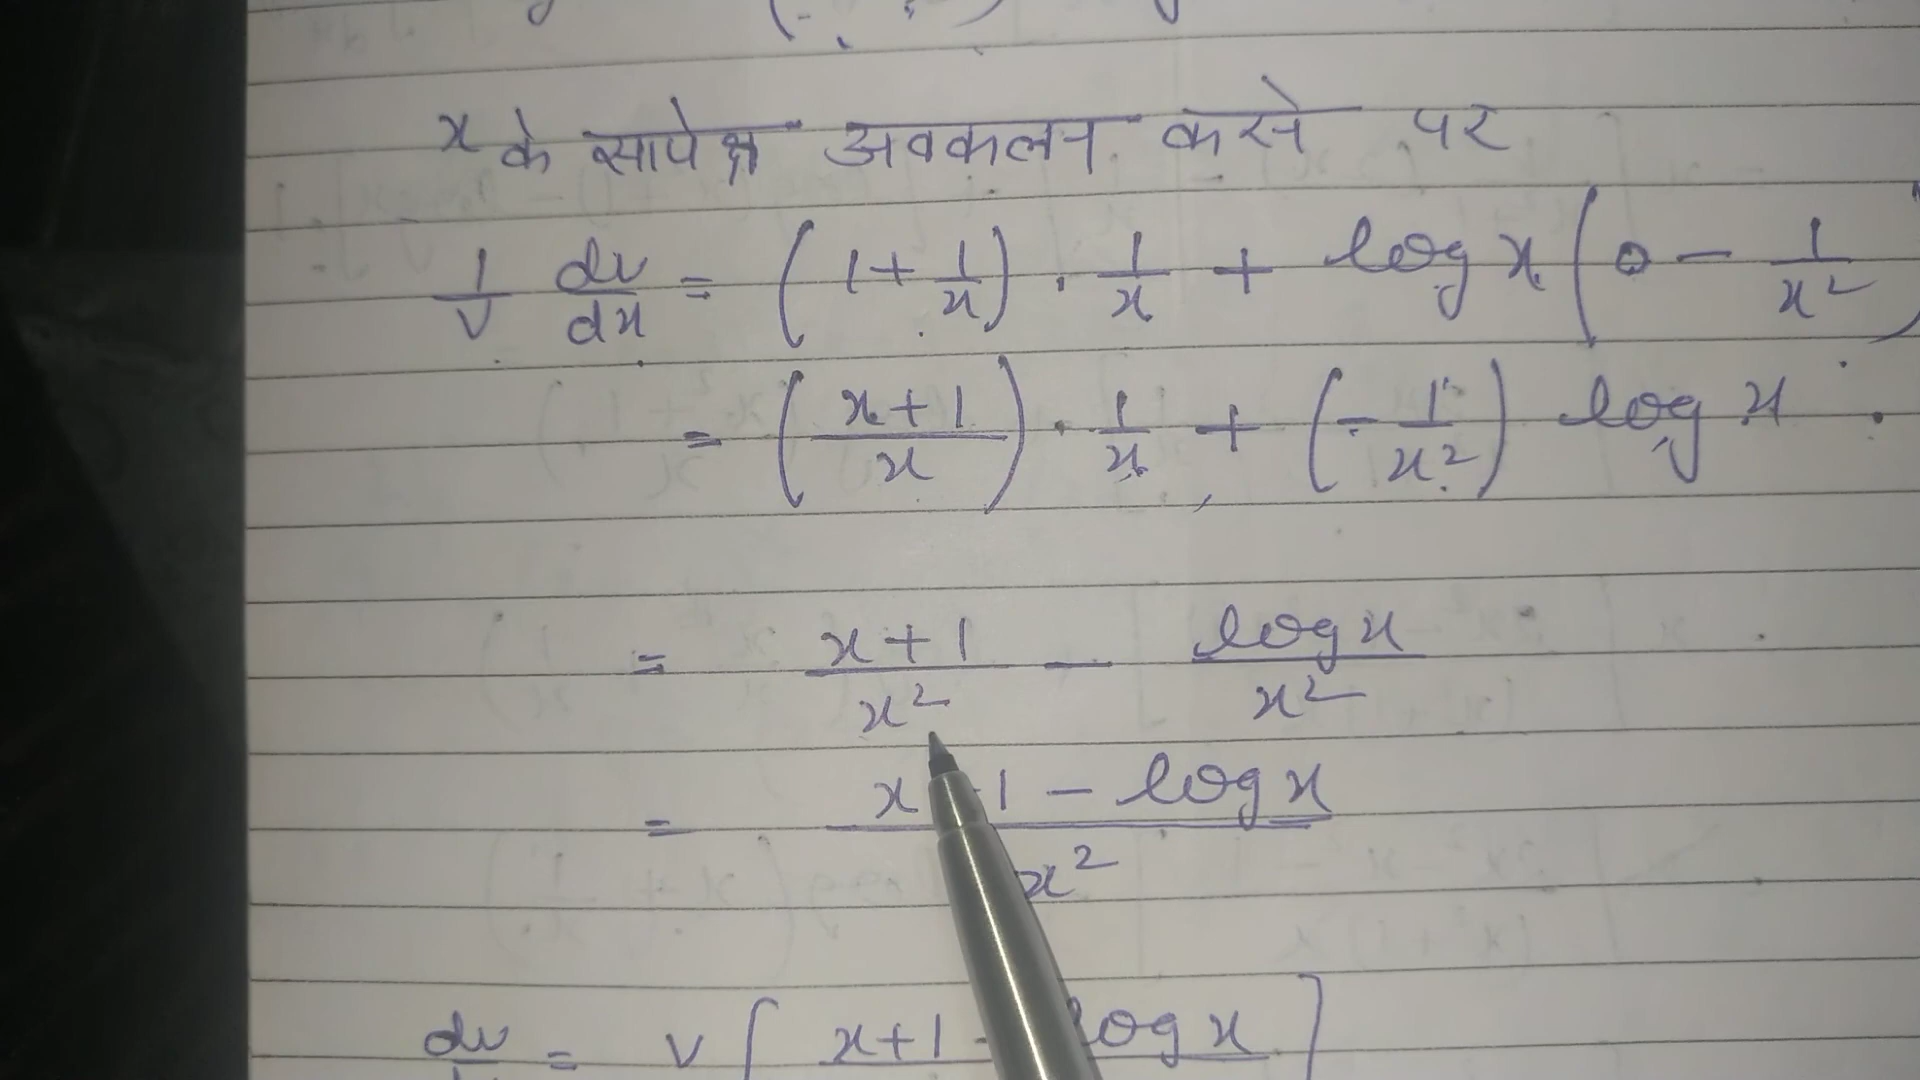 x के सापेक्ष अवकलन करने पर
1/v dv/dx = (1 + 1/x) · 1/x + log x (0 - 1/x²)
= (x+1/x) · 1/x + (-1/x²) log x
= x+1/x² - log x/x²
= x 1 - log x/x²
dv = v [x+1 - log x]